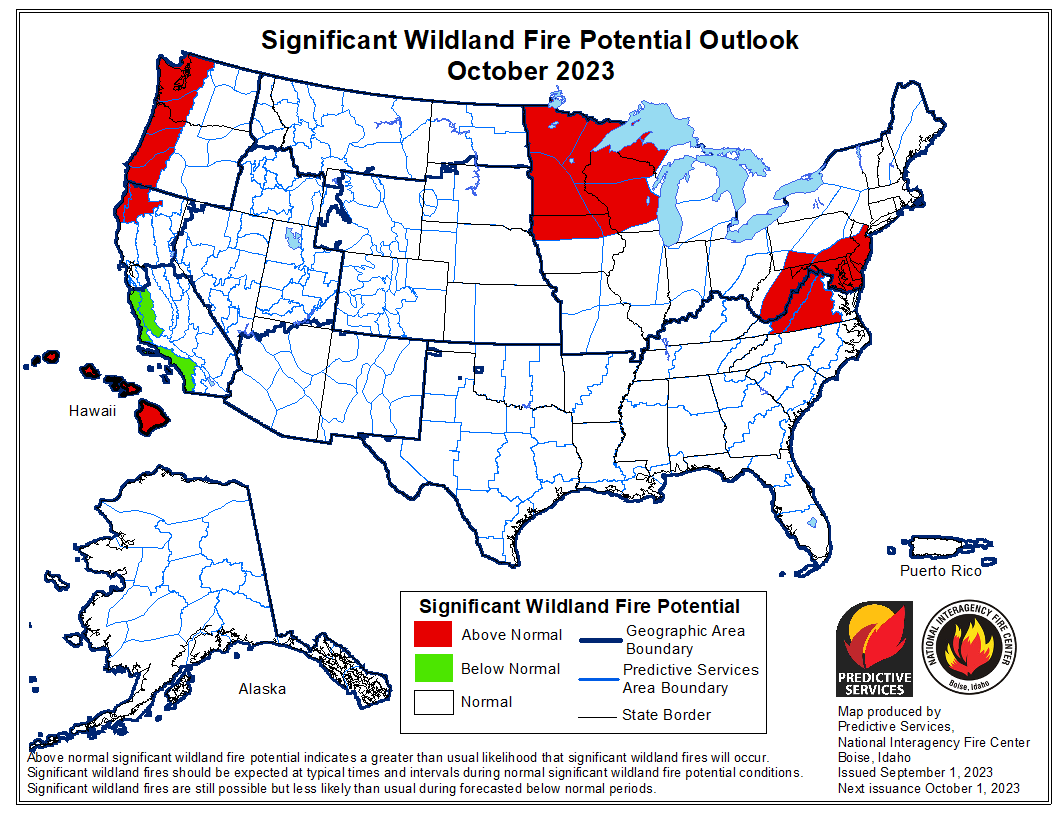 Significant Wildland Fire Potential Outlook
October 2023
Hawaii
Alaska
Puerto Rico
Significant Wildland Fire Potential
Above Normal
Below Normal
Normal
Geographic Area
Boundary
Predictive Services
Area Boundary
State Border
PREDICTIVE
SERVICES
NATIONAL INTERAGENCY FIRE CENTER
Boise, Idaho
Map produced by
Predictive Services,
National Interagency Fire Center
Boise, Idaho
Issued September 1, 2023
Next issuance October 1, 2023
Above normal significant wildland fire potential indicates a greater than usual likelihood that significant wildland fires will occur.
Significant wildland fires should be expected at typical times and intervals during normal significant wildland fire potential conditions.
Significant wildland fires are still possible but less likely than usual during forecasted below normal periods.